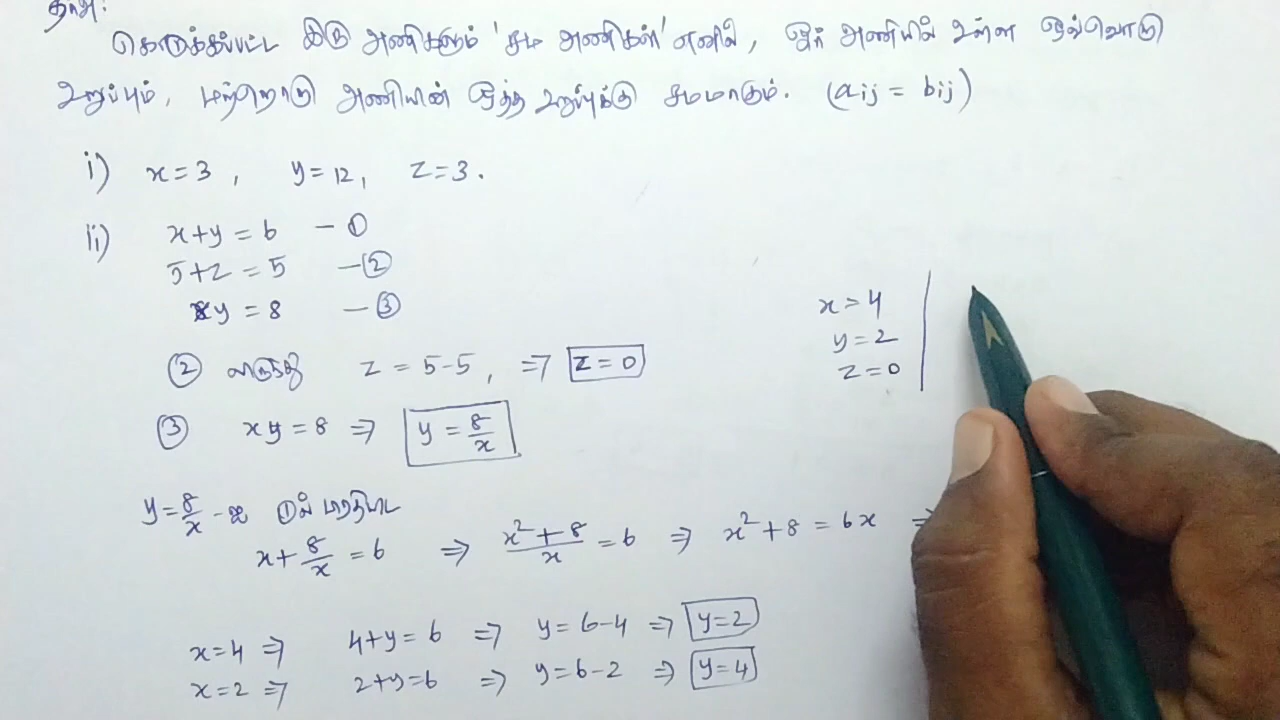 தீர்வு:
கொடுக்கப்பட்ட இரு அணிகளும் 'சம அணிகள்' எனில், ஓர் அணியில் உள்ள ஒவ்வொரு
உறுப்பும், மற்றொரு அணியின் ஒத்த உறுப்புக்கு சமமாகும். (aij = bij)
i) x=3, y=12, z=3.
ii) x+y = 6 — ①
5+z = 5 — ②
xy = 8 — ③
② லிருந்து z = 5-5, ⇒ z=0
③ xy=8 ⇒ y = 8/x
y=8/x -ஐ ①ல் பிரதியிட
x + 8/x = 6 ⇒ (x²+8)/x = 6 ⇒ x²+8 = 6x ⇒
x=4 ⇒ 4+y=6 ⇒ y=6-4 ⇒ y=2
x=2 ⇒ 2+y=6 ⇒ y=6-2 ⇒ y=4
x=4
y=2
z=0